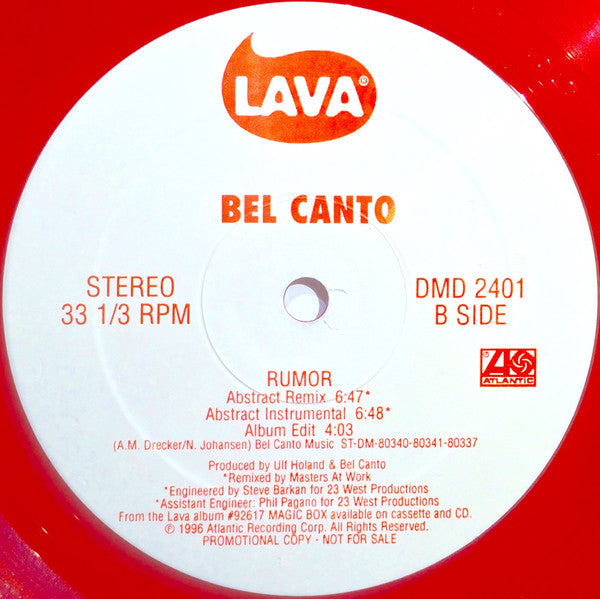 LAVA®
BEL CANTO
STEREO
33 1/3 RPM
DMD 2401
B SIDE
ATLANTIC
RUMOR
Abstract Remix 6:47*
Abstract Instrumental 6:48*
Album Edit 4:03
(A.M. Drecker/N. Johansen) Bel Canto Music ST-DM-80340-80341-80337
Produced by Ulf Holand & Bel Canto
*Remixed by Masters At Work
*Engineered by Steve Barkan for 23 West Productions
*Assistant Engineer: Phil Pagano for 23 West Productions
From the Lava album #92617 MAGIC BOX available on cassette and CD.
℗ 1996 Atlantic Recording Corp. All Rights Reserved.
PROMOTIONAL COPY - NOT FOR SALE